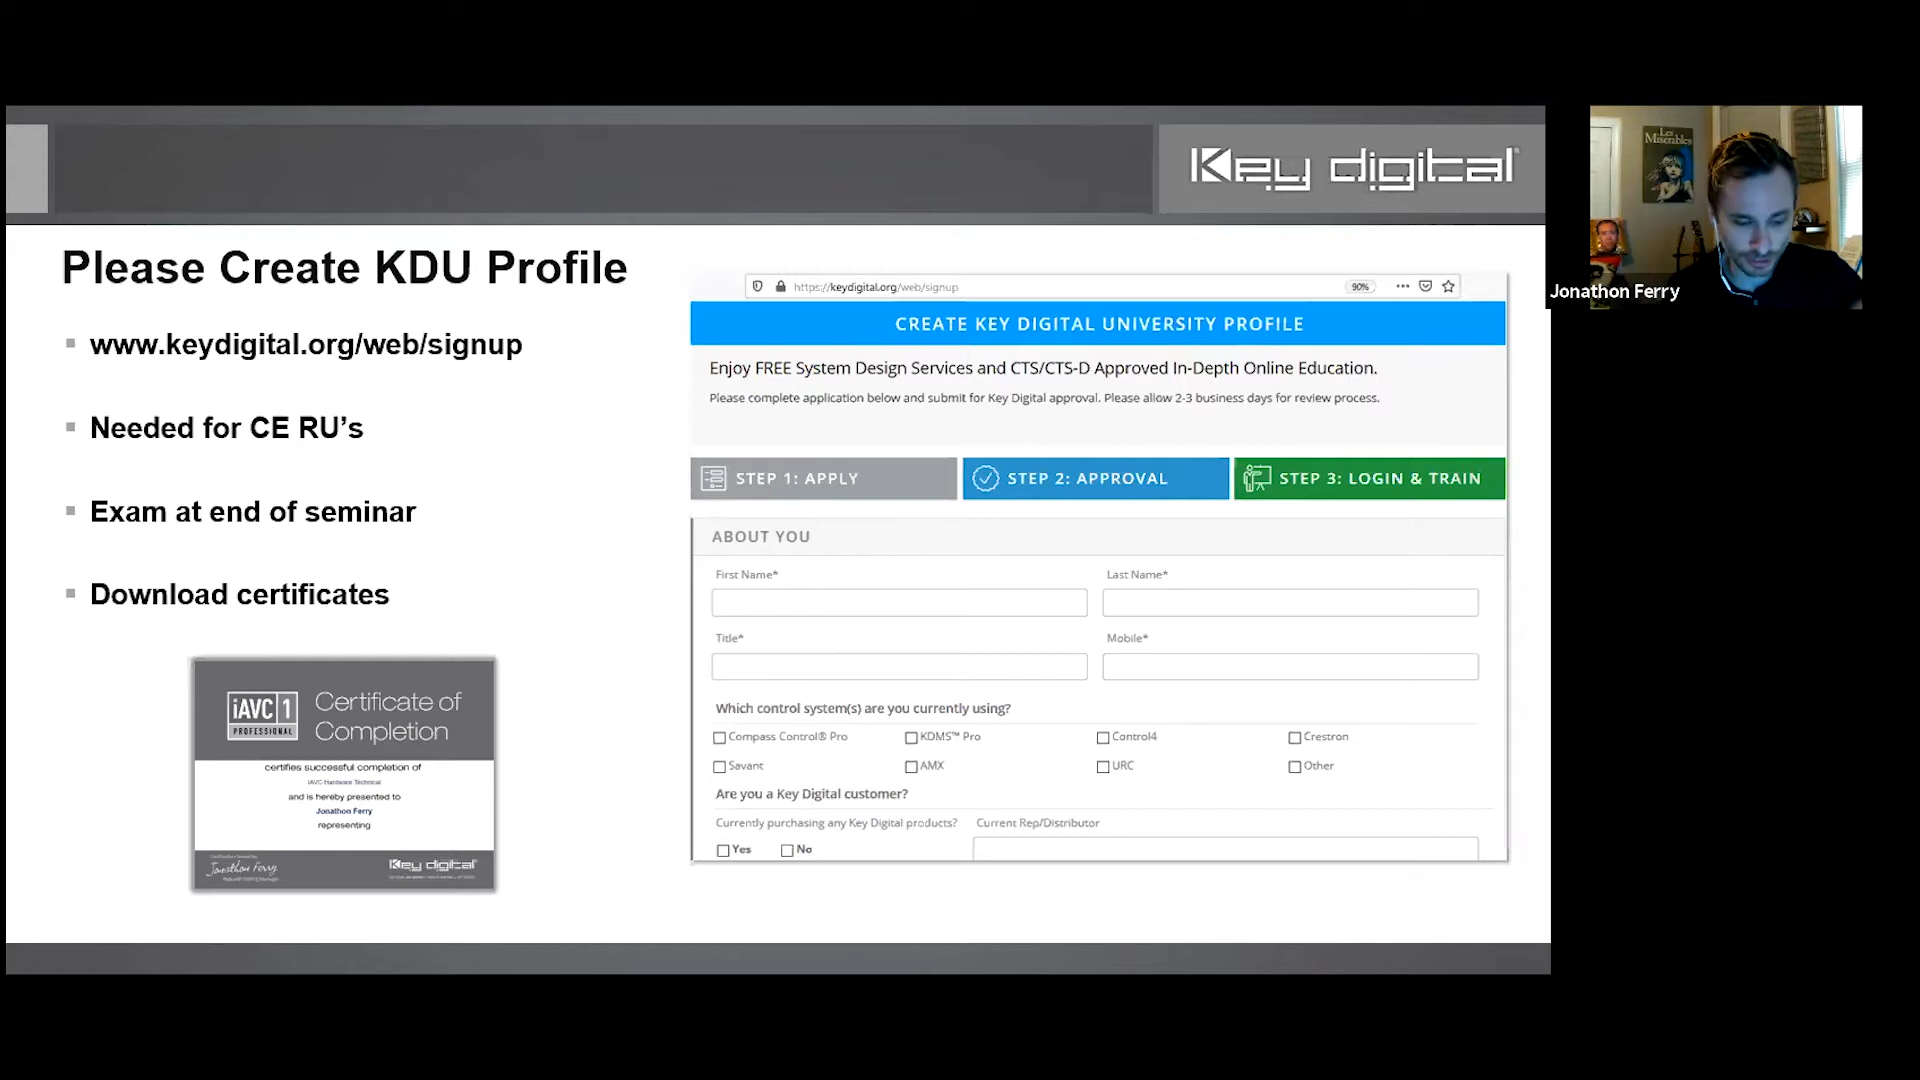 Key digital
Please Create KDU Profile
www.keydigital.org/web/signup
Needed for CE RU’s
Exam at end of seminar
Download certificates
iAVC 1
PROFESSIONAL
Certificate of
Completion
certifies successful completion of
iAVC Hardware Technical
and is hereby presented to
Jonathon Ferry
representing
Jonathon Ferry
Key digital
https://keydigital.org/web/signup
90%
CREATE KEY DIGITAL UNIVERSITY PROFILE
Enjoy FREE System Design Services and CTS/CTS-D Approved In-Depth Online Education.
Please complete application below and submit for Key Digital approval. Please allow 2-3 business days for review process.
STEP 1: APPLY
STEP 2: APPROVAL
STEP 3: LOGIN & TRAIN
ABOUT YOU
First Name*
Last Name*
Title*
Mobile*
Which control system(s) are you currently using?
Compass Control® Pro
KDMS™ Pro
Control4
Crestron
Savant
AMX
URC
Other
Are you a Key Digital customer?
Currently purchasing any Key Digital products?
Current Rep/Distributor
Yes
No
Les
Misérables
Jonathon Ferry